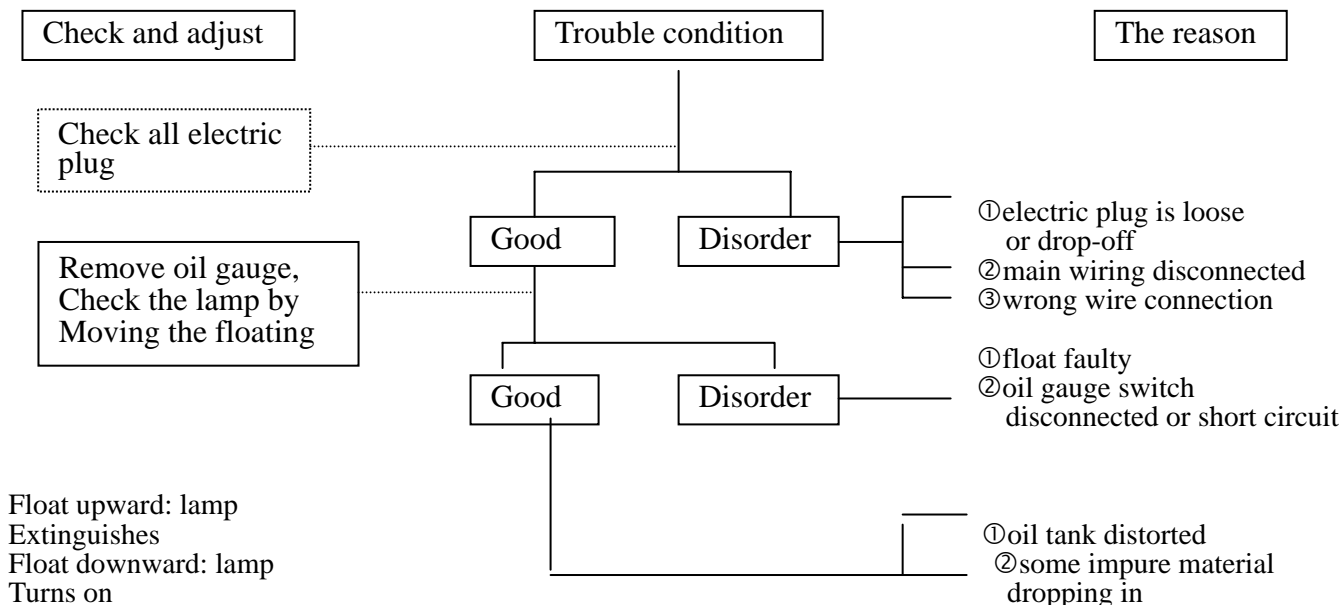 Check and adjust
Trouble condition
The reason
Check all electric
plug
Good
Disorder
①electric plug is loose
or drop-off
②main wiring disconnected
③wrong wire connection
Remove oil gauge,
Check the lamp by
Moving the floating
Good
Disorder
①float faulty
②oil gauge switch
disconnected or short circuit
Float upward: lamp
Extinguishes
Float downward: lamp
Turns on
①oil tank distorted
②some impure material
dropping in